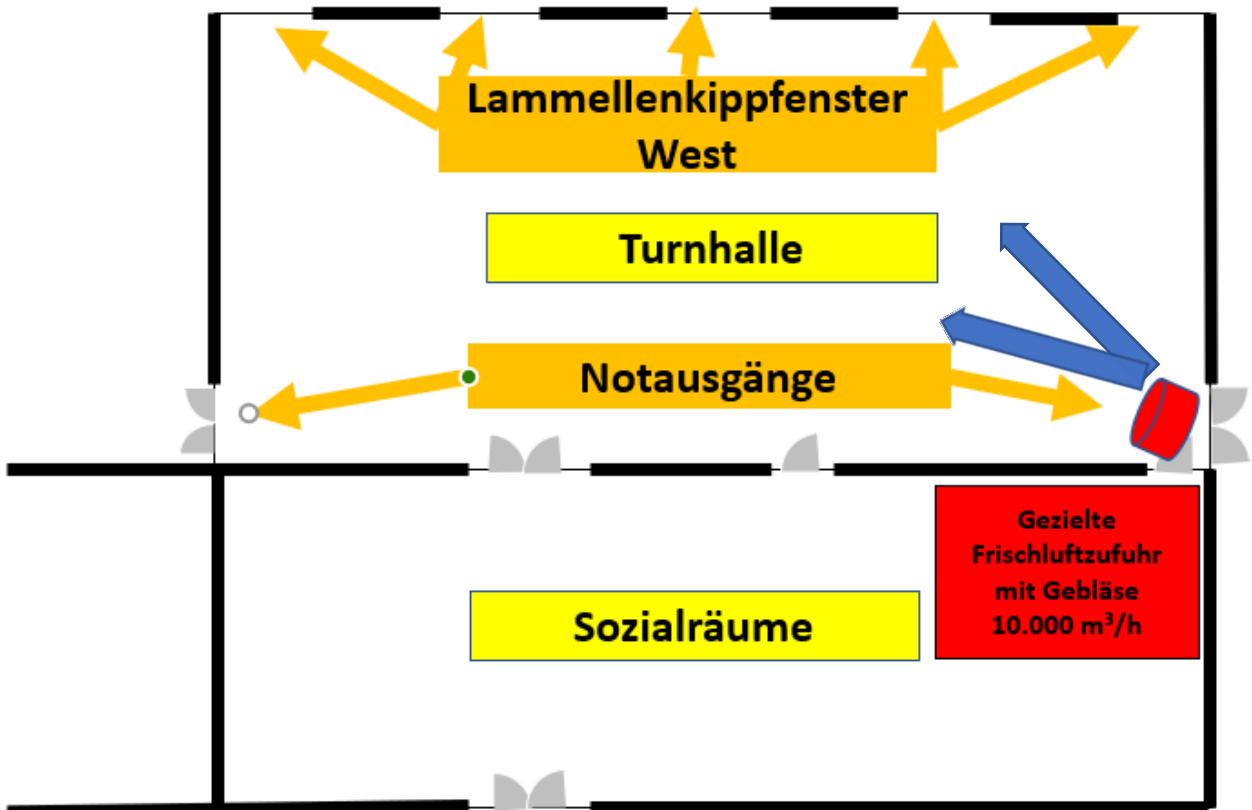 Lammellenkippfenster
West
Turnhalle
Notausgänge
Gezielte
Frischluftzufuhr
mit Gebläse
10.000 m³/h
Sozialräume